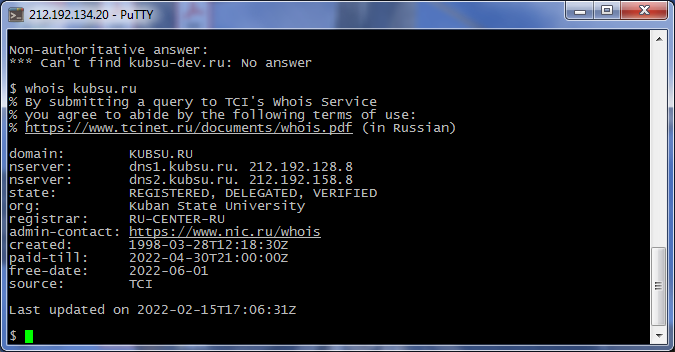 212.192.134.20 - PuTTY
Non-authoritative answer:
*** Can't find kubsu-dev.ru: No answer
$ whois kubsu.ru
% By submitting a query to TCI's Whois Service
% you agree to abide by the following terms of use:
% https://www.tcinet.ru/documents/whois.pdf (in Russian)
domain: KUBSU.RU
nserver: dns1.kubsu.ru. 212.192.128.8
nserver: dns2.kubsu.ru. 212.192.158.8
state: REGISTERED, DELEGATED, VERIFIED
org: Kuban State University
registrar: RU-CENTER-RU
admin-contact: https://www.nic.ru/whois
created: 1998-03-28T12:18:30Z
paid-till: 2022-04-30T21:00:00Z
free-date: 2022-06-01
source: TCI
Last updated on 2022-02-15T17:06:31Z
$